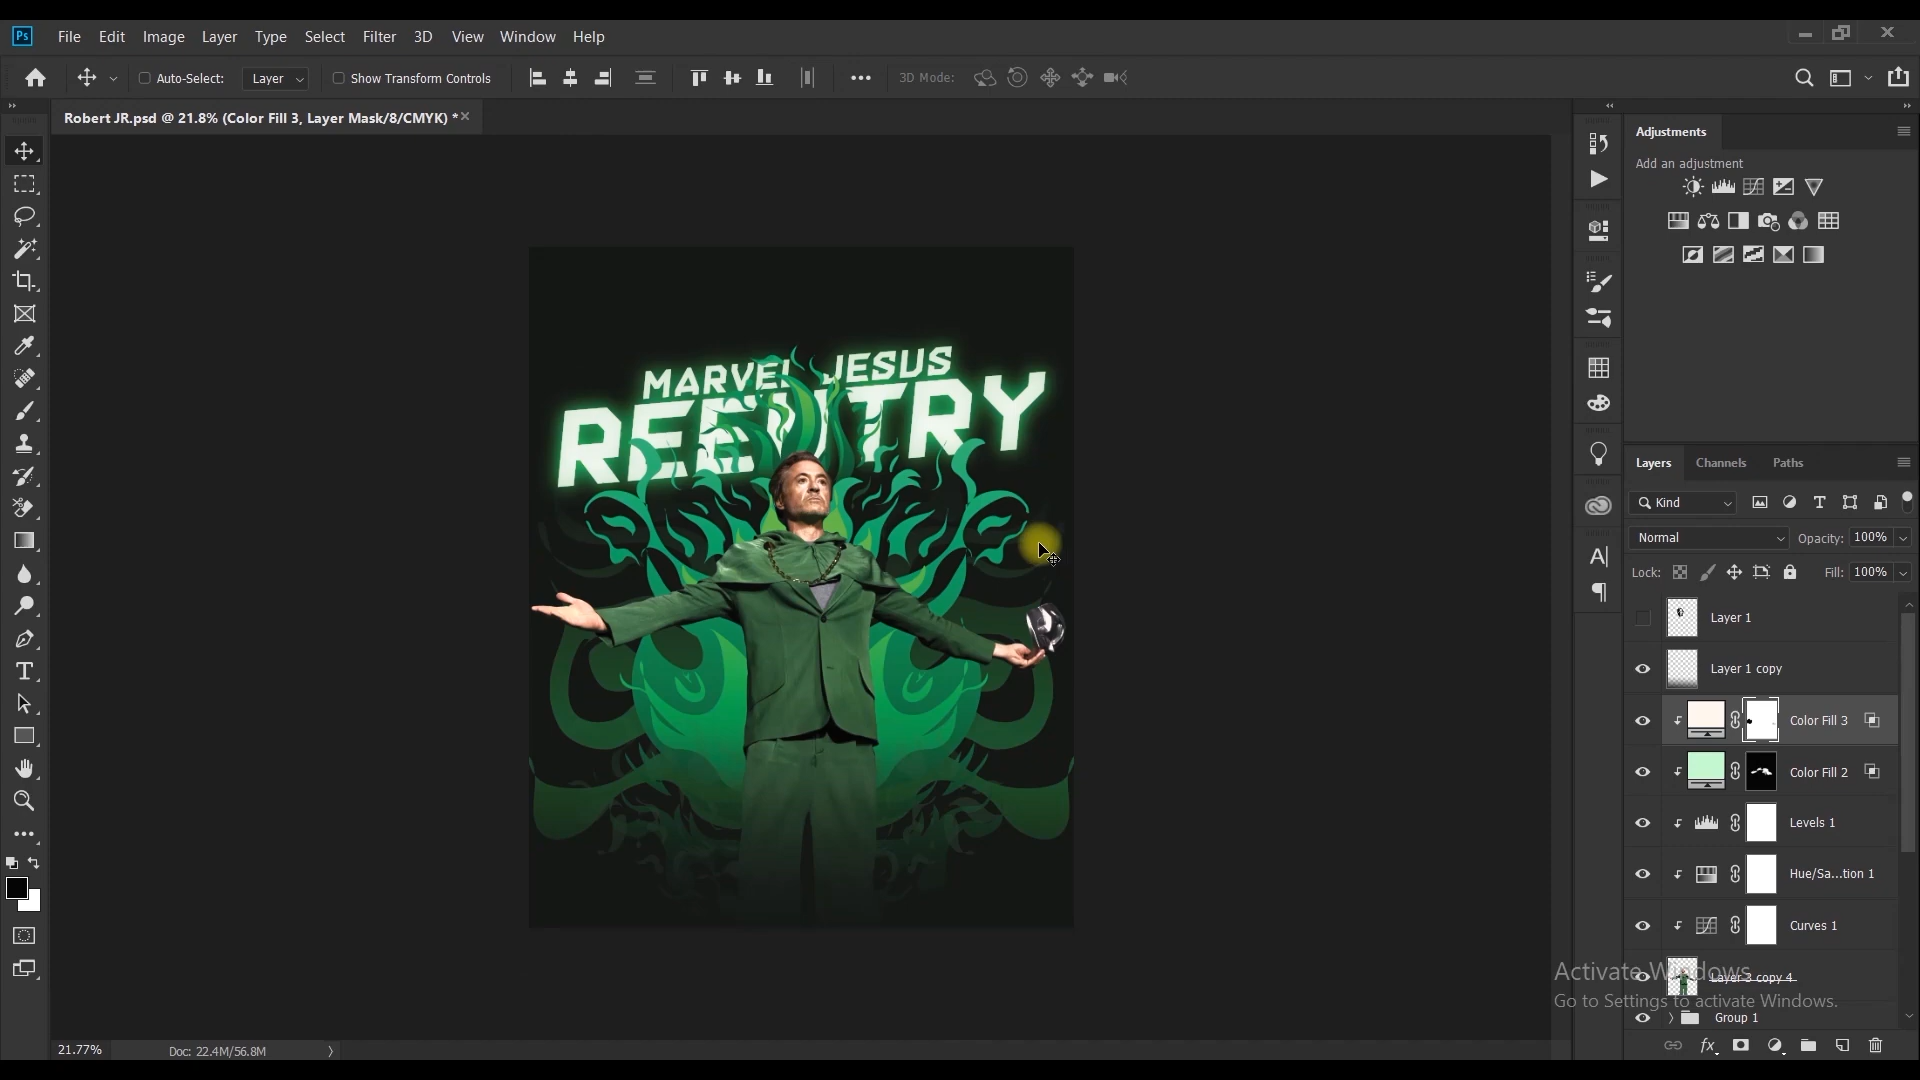 Ps File Edit Image Layer Type Select Filter 3D View Window Help
Auto-Select: Layer Show Transform Controls 3D Mode:
Robert JR.psd @ 21.8% (Color Fill 3, Layer Mask/8/CMYK) *
Adjustments
Add an adjustment
MARVEL JESUS
REENTRY
Layers Channels Paths
Kind
Normal Opacity: 100%
Lock: Fill: 100%
Layer 1
Layer 1 copy
Color Fill 3
Color Fill 2
Levels 1
Hue/Sa...tion 1
Curves 1
Layer 3 copy 4
Group 1
Activate Windows
Go to Settings to activate Windows.
21.77% Doc: 22.4M/56.8M